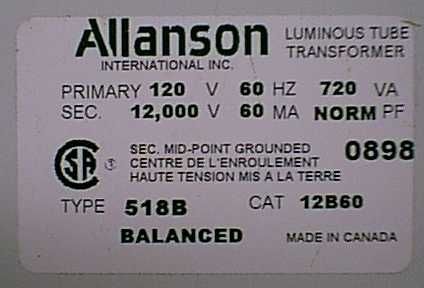 Allanson LUMINOUS TUBE
INTERNATIONAL INC. TRANSFORMER
PRIMARY 120 V 60 HZ 720 VA
SEC. 12,000 V 60 MA NORM PF
SEC. MID-POINT GROUNDED 0898
CSA ® CENTRE DE L'ENROULEMENT
HAUTE TENSION MIS A LA TERRE
TYPE 518B CAT 12B60
BALANCED MADE IN CANADA